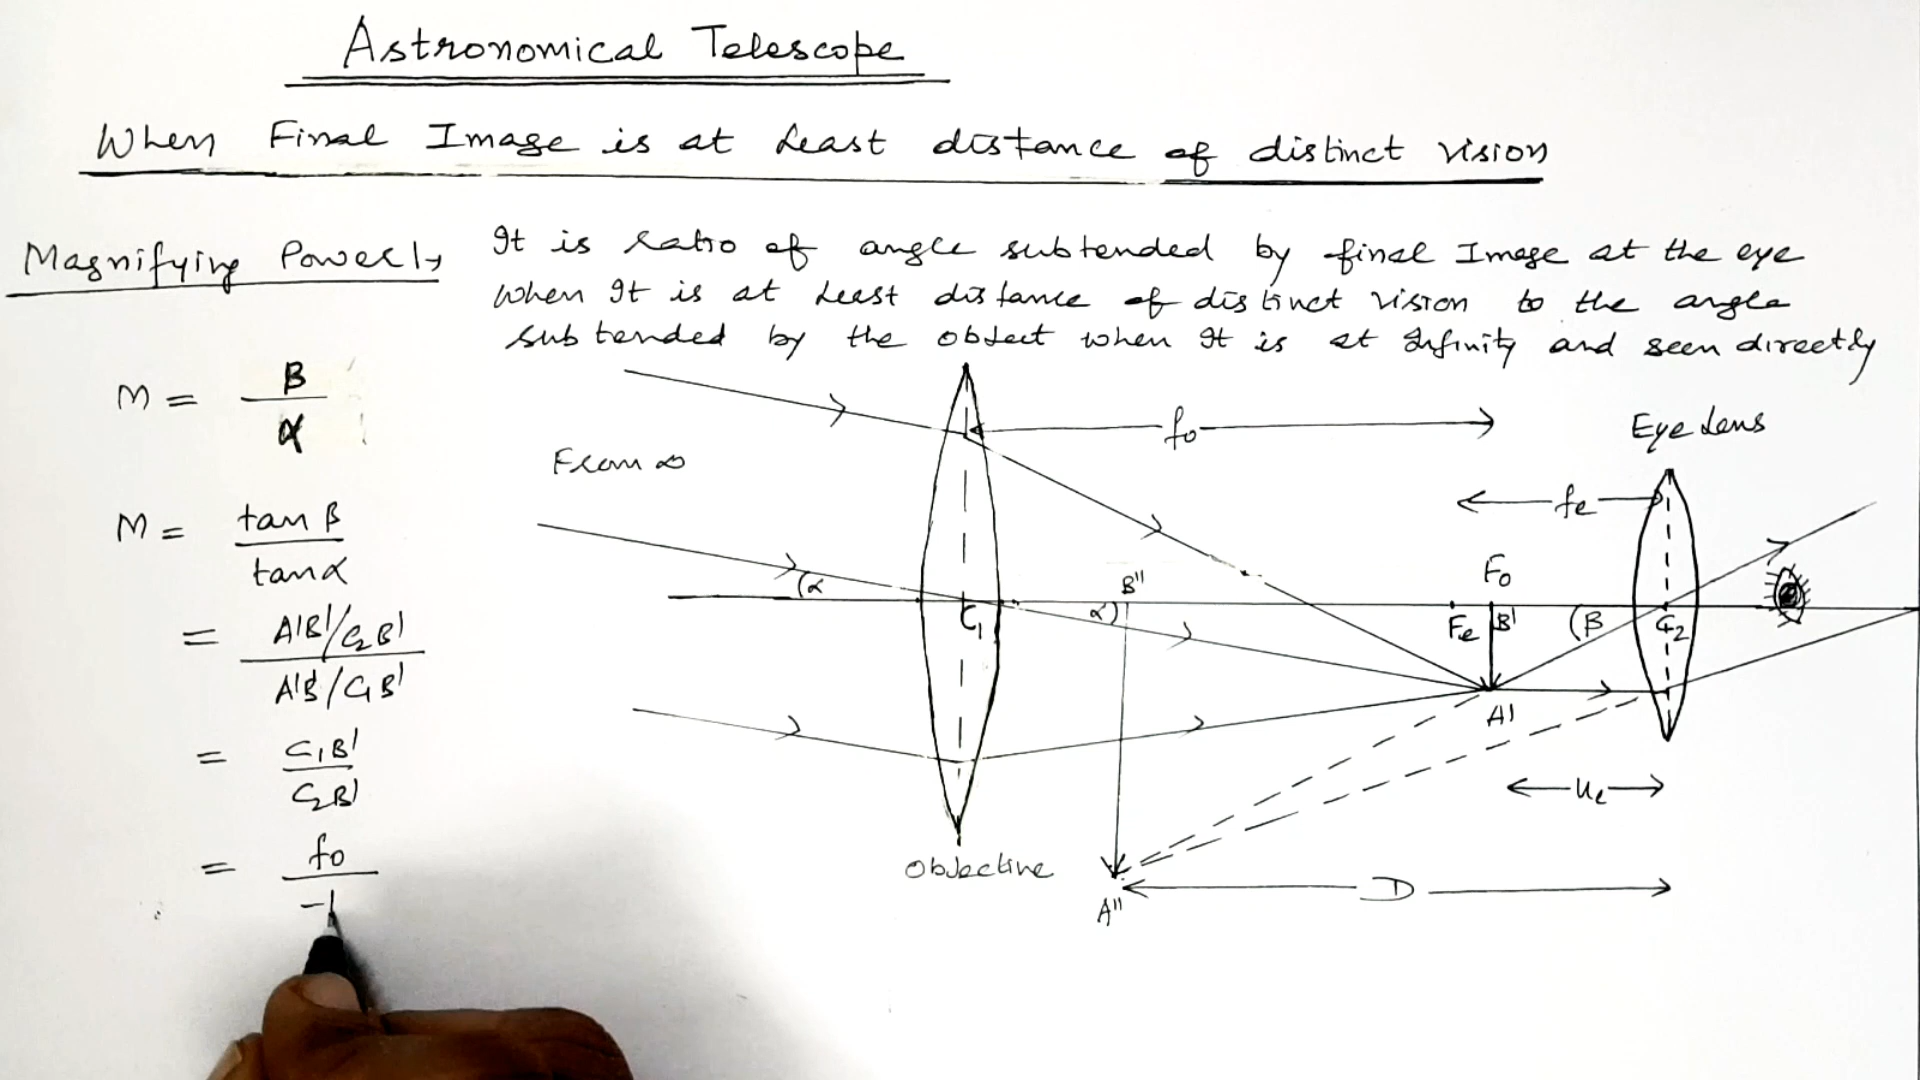 Astronomical Telescope
When Final Image is at least distance of distinct vision
Magnifying Power:→ It is ratio of angle subtended by final Image at the eye
when It is at least distance of distinct vision to the angle
subtended by the object when It is at Infinity and seen directly
M = β
α
From ∞
fo
Eye Lens
fe
M = tan β
tan α
(α
B"
α)
C1
Fo
Fe
B'
(β
C2
= A'B'/C2B'
A'B'/C1B'
A'
= C1B'
C2B'
ue
= fo
-
Objective
A"
D